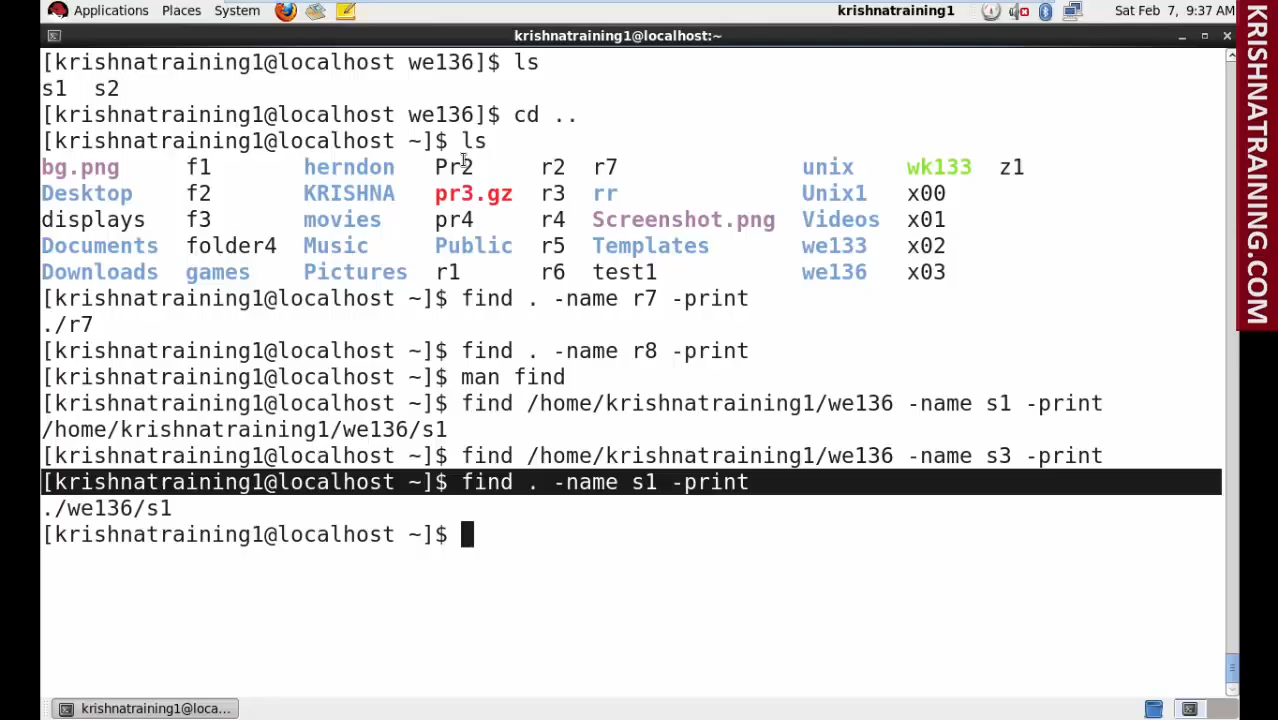 Applications Places System krishnatraining1 Sat Feb 7, 9:37 AM
krishnatraining1@localhost:~
[krishnatraining1@localhost we136]$ ls
s1 s2
[krishnatraining1@localhost we136]$ cd ..
[krishnatraining1@localhost ~]$ ls
bg.png f1 herndon Pr2 r2 r7 unix wk133 z1
Desktop f2 KRISHNA pr3.gz r3 rr Unix1 x00
displays f3 movies pr4 r4 Screenshot.png Videos x01
Documents folder4 Music Public r5 Templates we133 x02
Downloads games Pictures r1 r6 test1 we136 x03
[krishnatraining1@localhost ~]$ find . -name r7 -print
./r7
[krishnatraining1@localhost ~]$ find . -name r8 -print
[krishnatraining1@localhost ~]$ man find
[krishnatraining1@localhost ~]$ find /home/krishnatraining1/we136 -name s1 -print
/home/krishnatraining1/we136/s1
[krishnatraining1@localhost ~]$ find /home/krishnatraining1/we136 -name s3 -print
[krishnatraining1@localhost ~]$ find . -name s1 -print
./we136/s1
[krishnatraining1@localhost ~]$
krishnatraining1@loca...
KRISHNATRAINING.COM